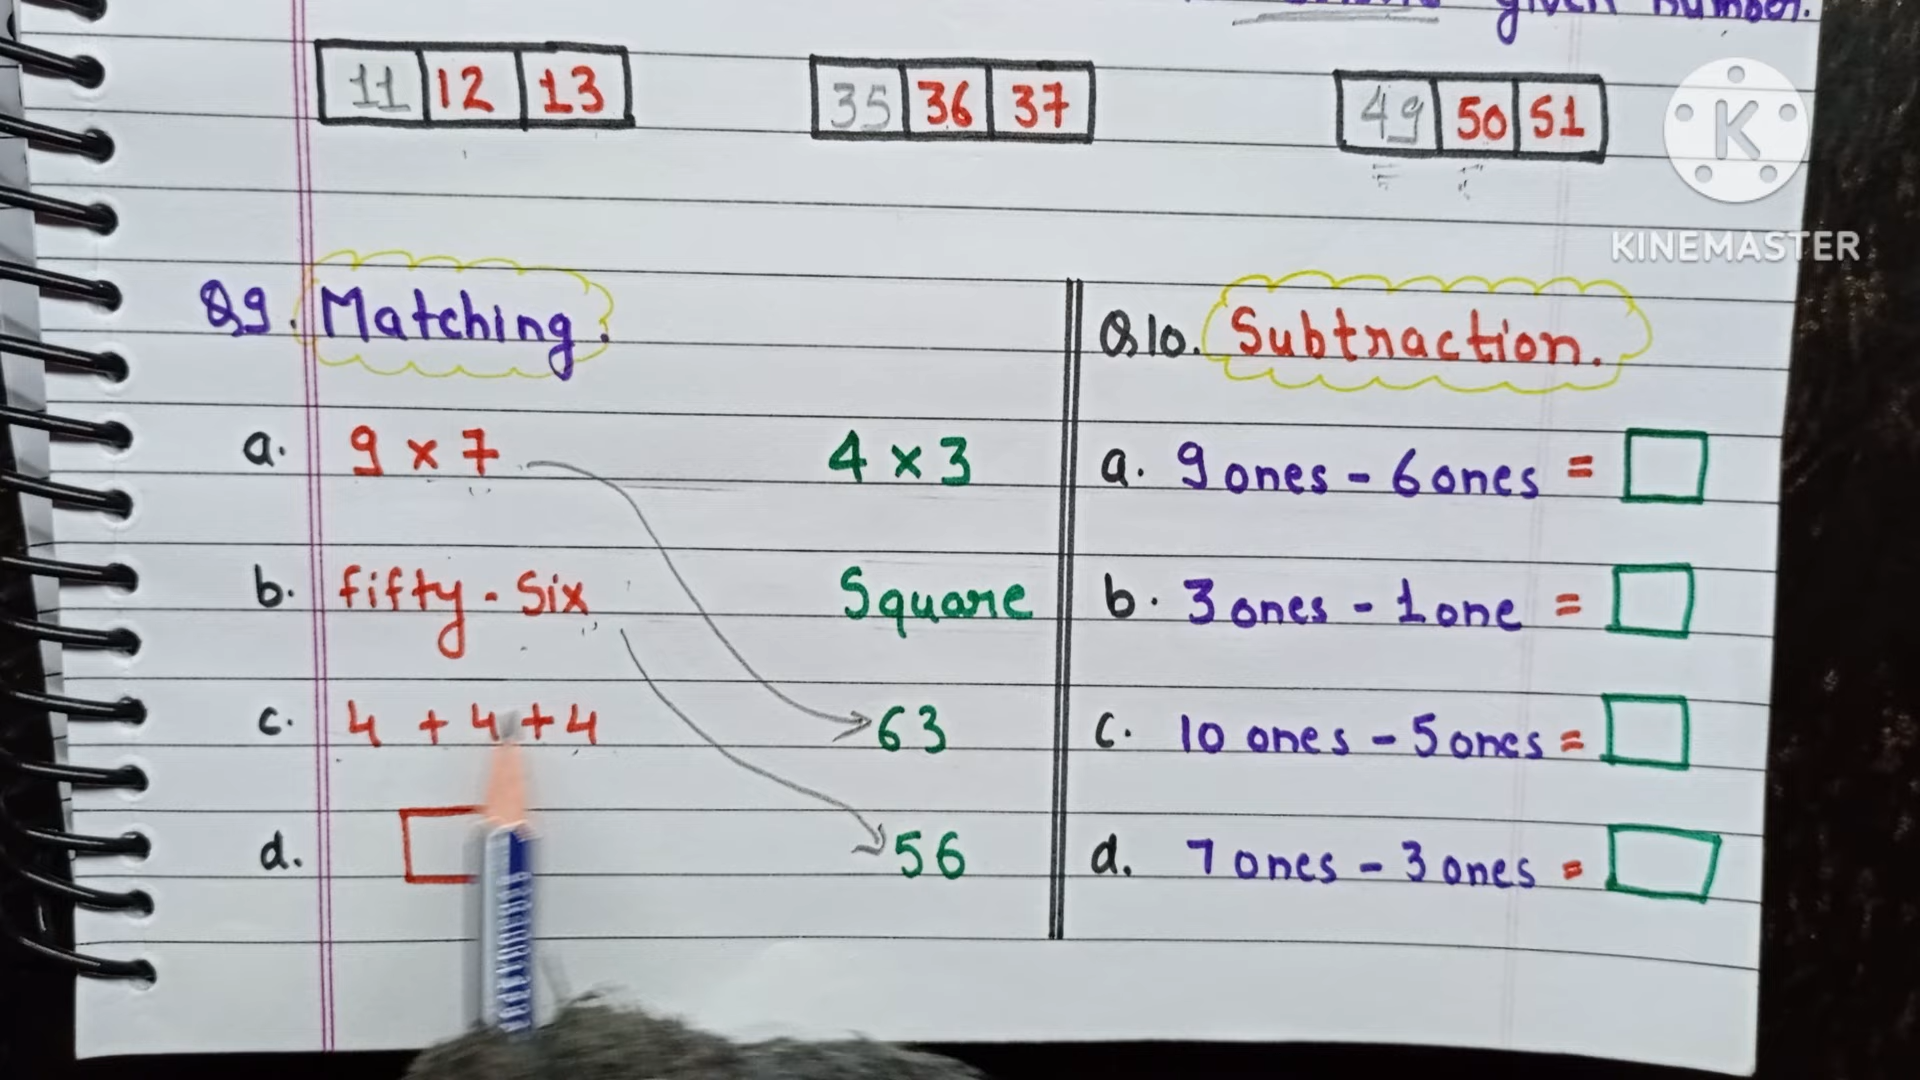 given number.
11 12 13
35 36 37
49 50 51
K
KINEMASTER
Q9. Matching.
a. 9 x 7
4 x 3
b. fifty - Six
Square
c. 4 + 4 + 4
63
d.
56
Q10. Subtraction.
a. 9 ones - 6 ones =
b. 3 ones - 1 one =
c. 10 ones - 5 ones =
d. 7 ones - 3 ones =